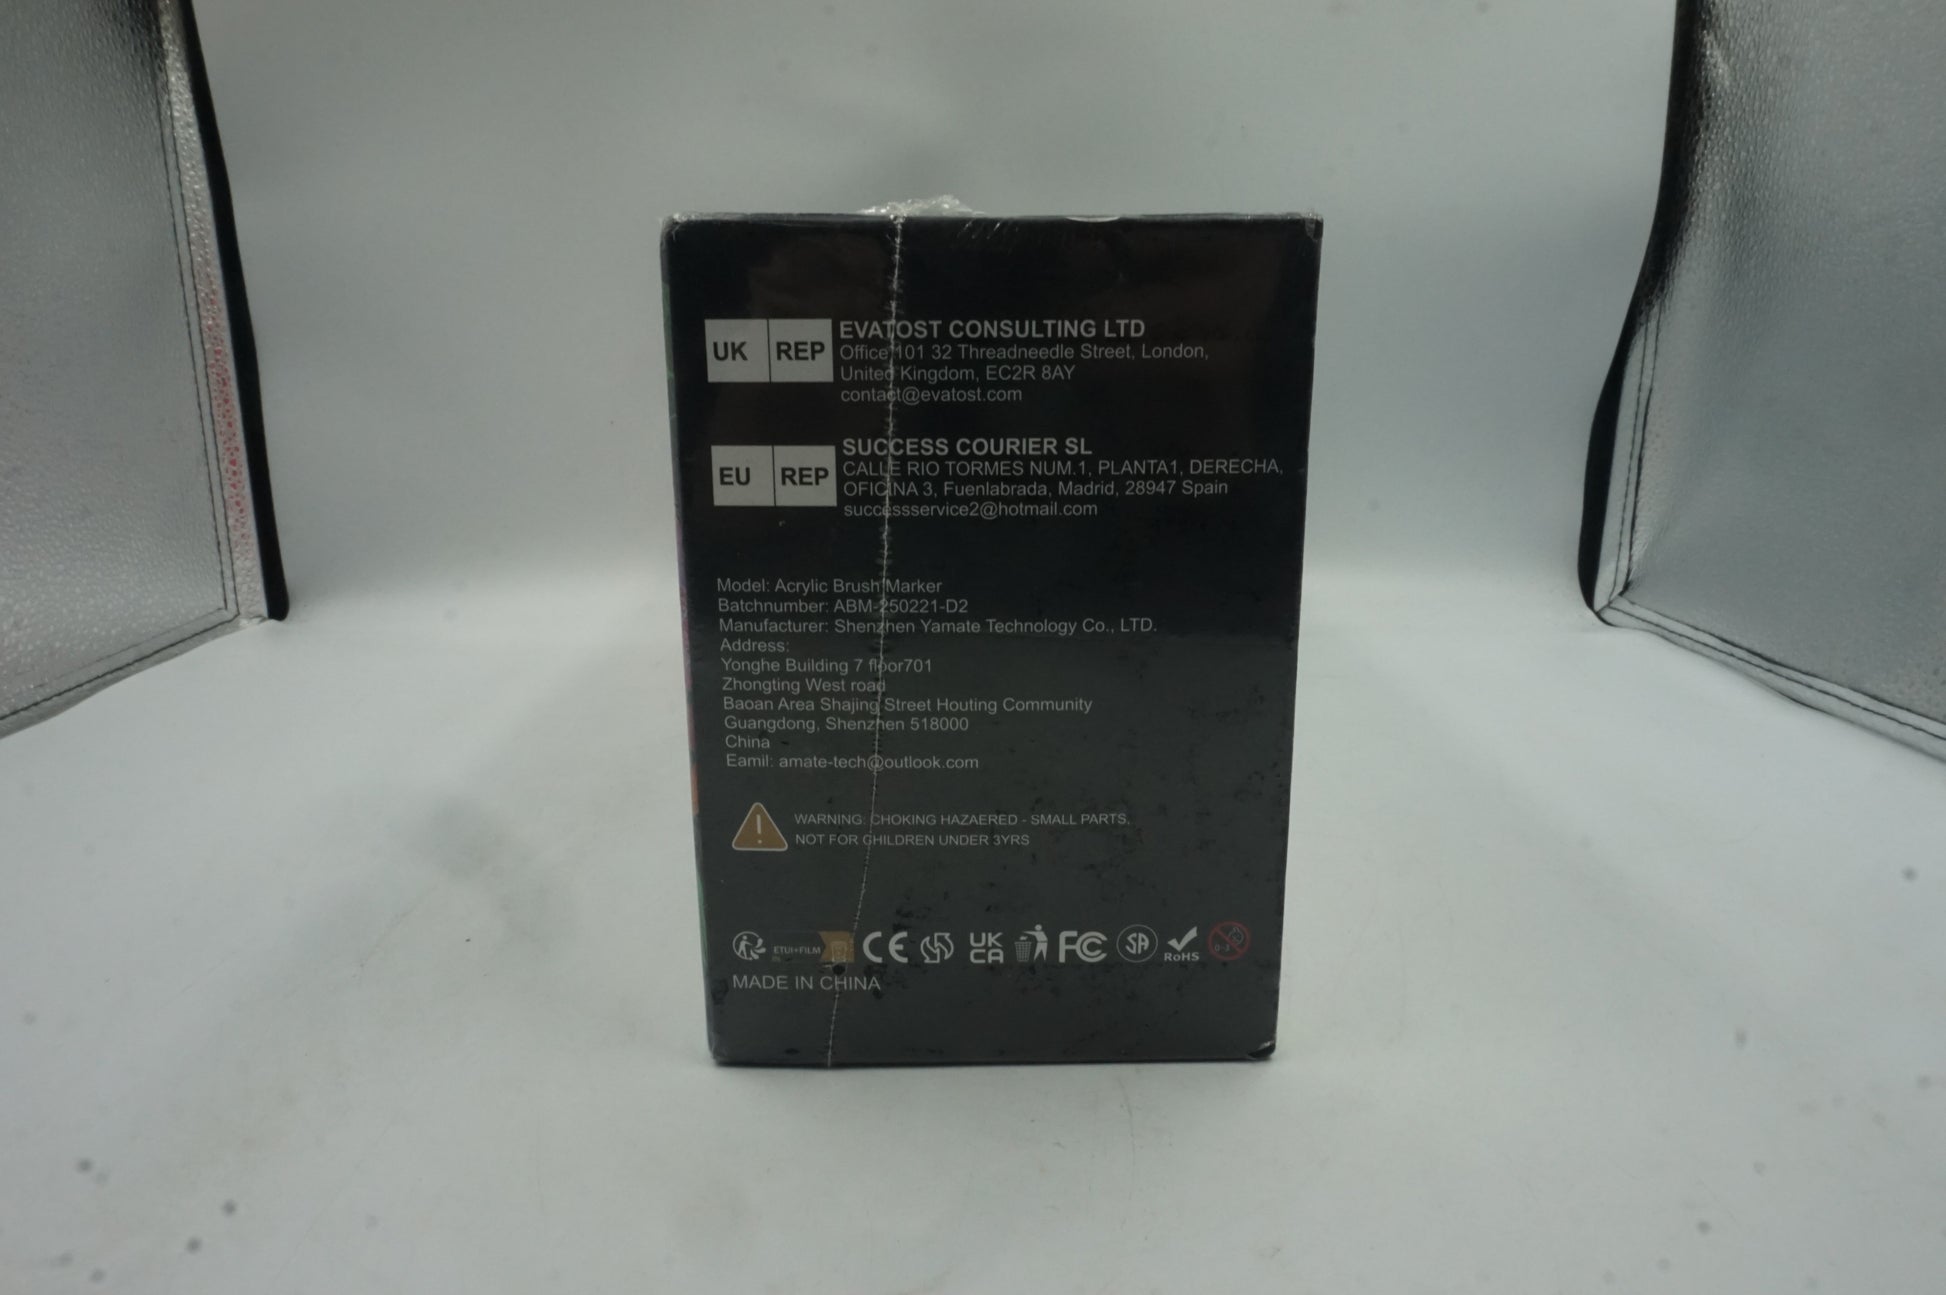 UK REP
EVATOST CONSULTING LTD
Office 101 32 Threadneedle Street, London,
United Kingdom, EC2R 8AY
contact@evatost.com
EU REP
SUCCESS COURIER SL
CALLE RIO TORMES NUM.1, PLANTA1, DERECHA,
OFICINA 3, Fuenlabrada, Madrid, 28947 Spain
successservice2@hotmail.com
Model: Acrylic Brush Marker
Batchnumber: ABM-250221-D2
Manufacturer: Shenzhen Yamate Technology Co., LTD.
Address:
Yonghe Building 7 floor701
Zhongting West road
Baoan Area Shajing Street Houting Community
Guangdong, Shenzhen 518000
China
Eamil: amate-tech@outlook.com
WARNING: CHOKING HAZAERED - SMALL PARTS.
NOT FOR CHILDREN UNDER 3YRS
ETUI+FILM CE UK CA FC SA RoHS 0-3
MADE IN CHINA